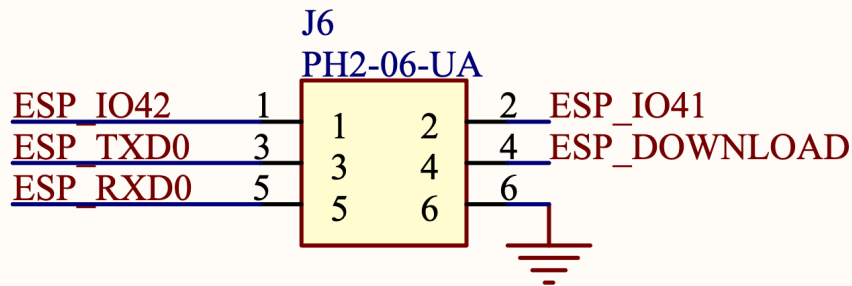 J6
PH2-06-UA
ESP_IO42 1 1 2 2 ESP_IO41
ESP_TXD0 3 3 4 4 ESP_DOWNLOAD
ESP_RXD0 5 5 6 6